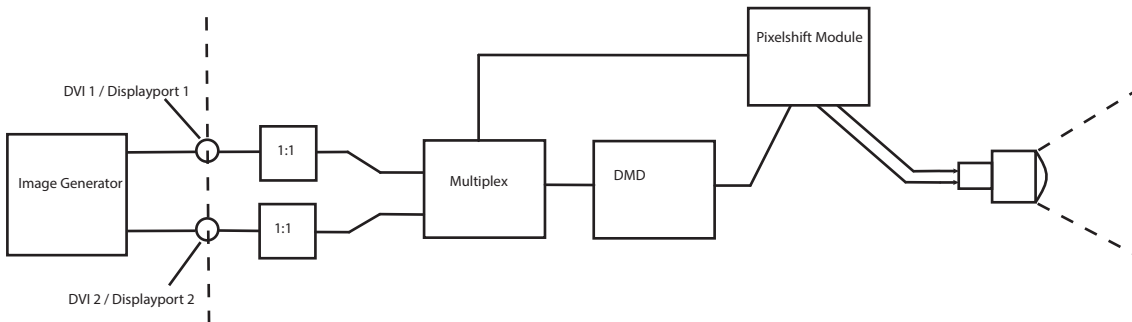 Pixelshift Module
DVI 1 / Displayport 1
1:1
Image Generator
Multiplex
DMD
1:1
DVI 2 / Displayport 2